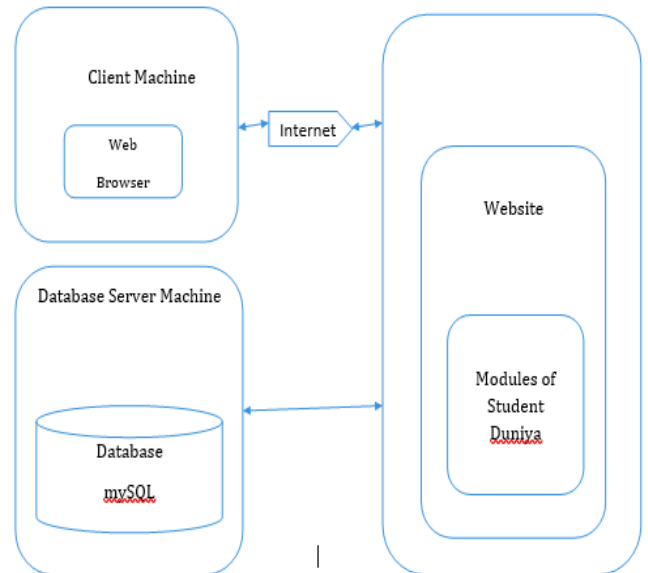 Client Machine
Web
Browser
Internet
Website
Modules of
Student
Duniya
Database Server Machine
Database
mySQL